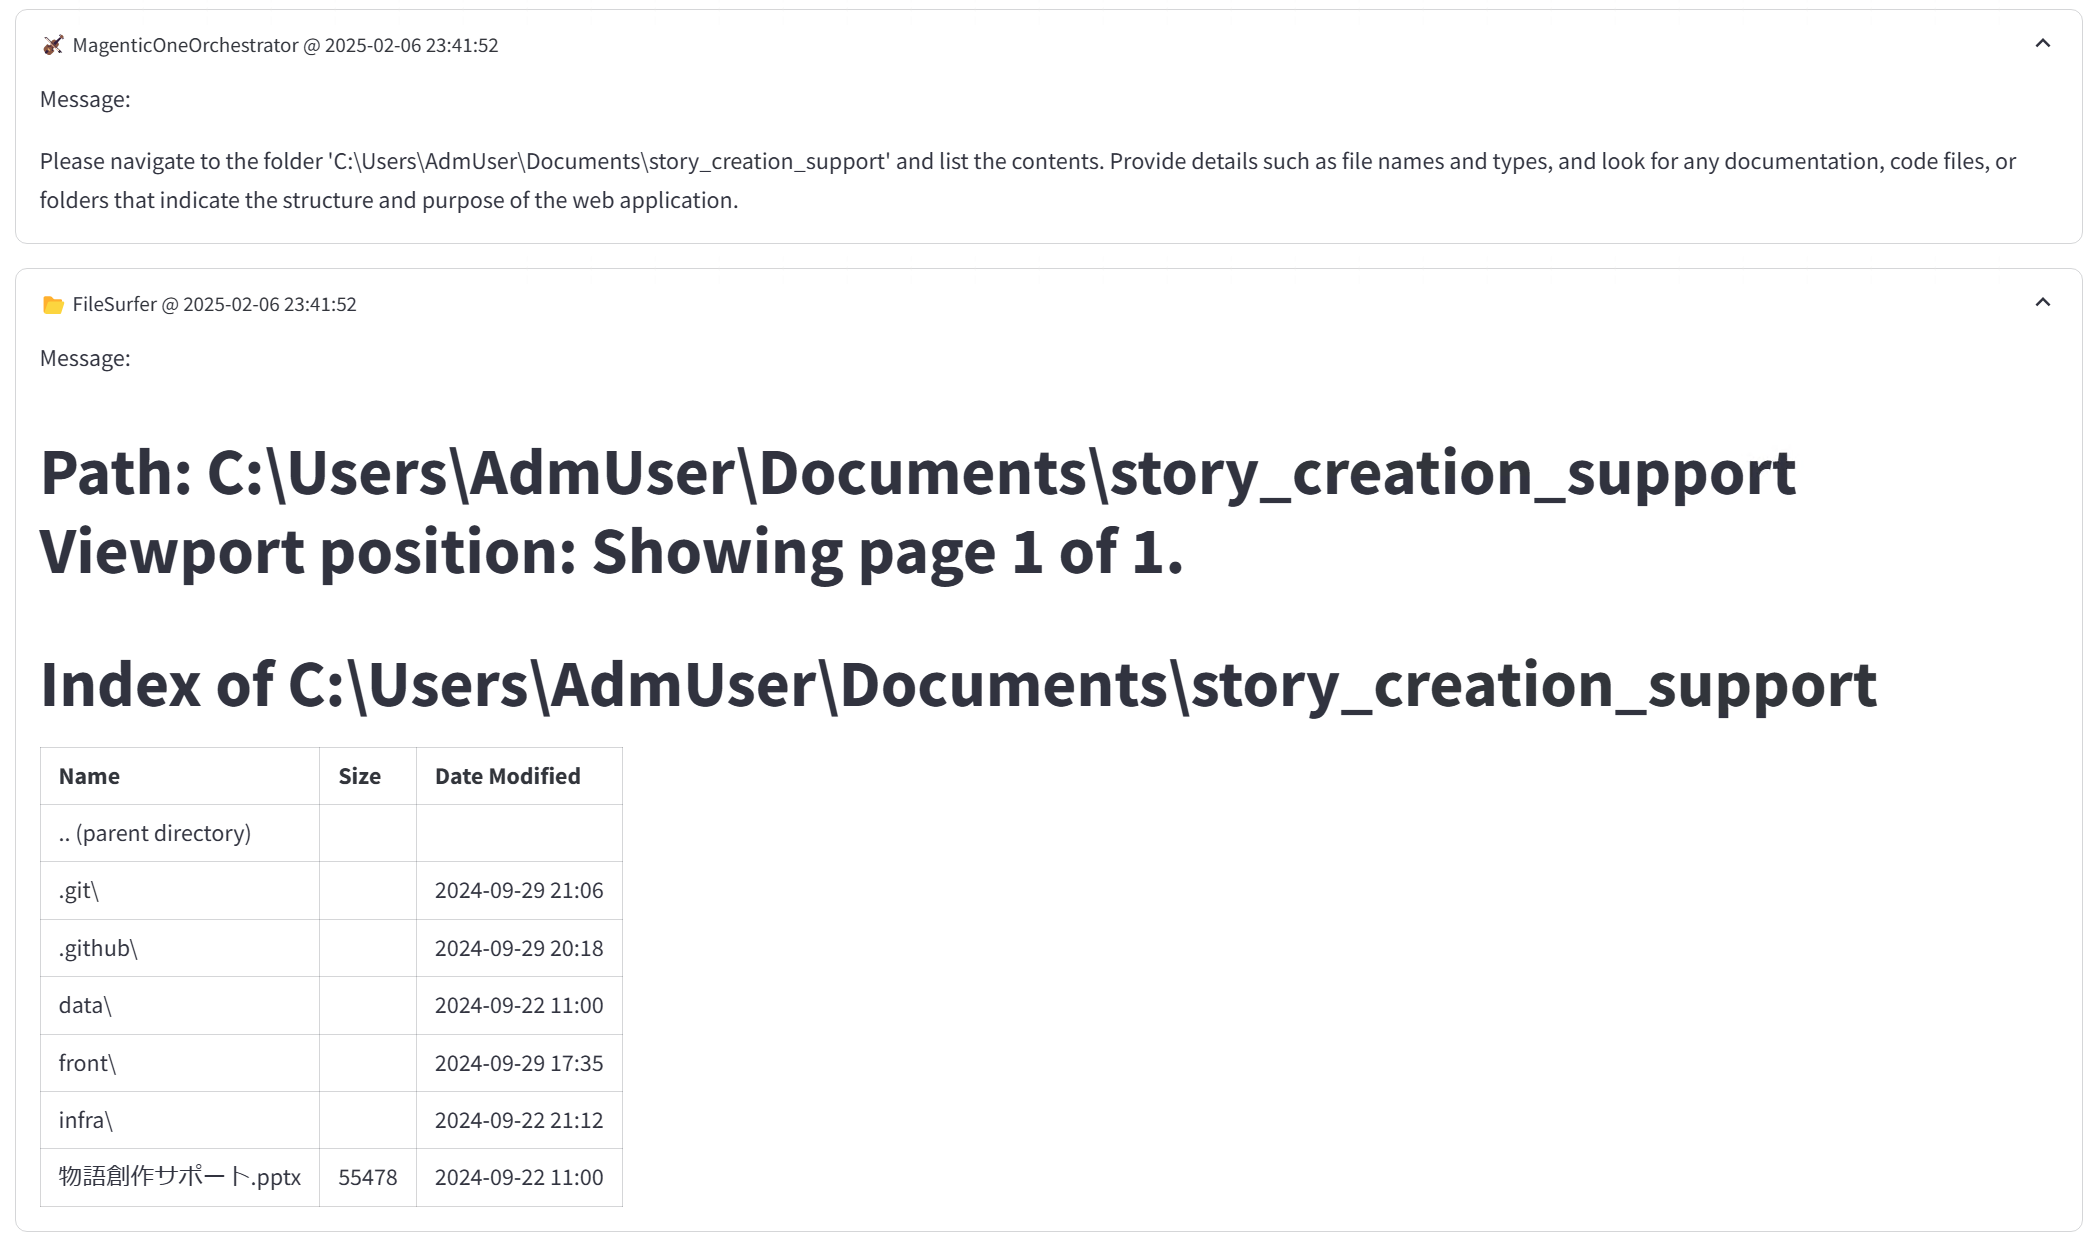 MagenticOneOrchestrator @ 2025-02-06 23:41:52
Message:
Please navigate to the folder 'C:\Users\AdmUser\Documents\story_creation_support' and list the contents. Provide details such as file names and types, and look for any documentation, code files, or
folders that indicate the structure and purpose of the web application.
FileSurfer @ 2025-02-06 23:41:52
Message:
Path: C:\Users\AdmUser\Documents\story_creation_support
Viewport position: Showing page 1 of 1.
Index of C:\Users\AdmUser\Documents\story_creation_support
Name Size Date Modified
.. (parent directory)
.git\ 2024-09-29 21:06
.github\ 2024-09-29 20:18
data\ 2024-09-22 11:00
front\ 2024-09-29 17:35
infra\ 2024-09-22 21:12
物語創作サポート.pptx 55478 2024-09-22 11:00